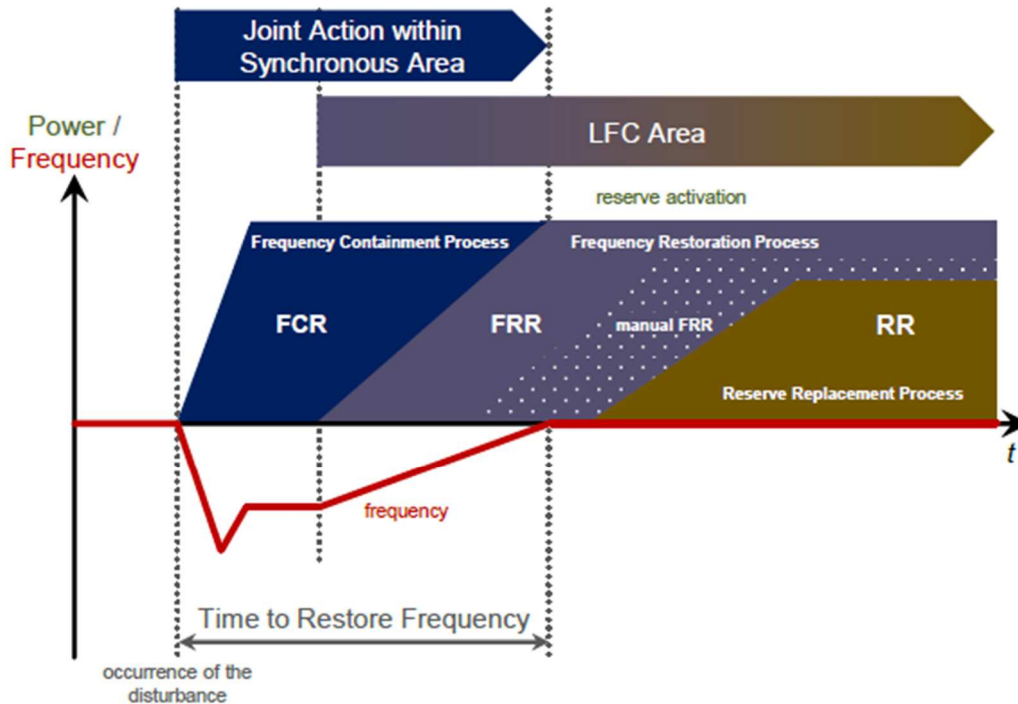 Joint Action within
Synchronous Area
LFC Area
Power /
Frequency
reserve activation
Frequency Containment Process
Frequency Restoration Process
FCR
FRR
manual FRR
RR
Reserve Replacement Process
t
frequency
Time to Restore Frequency
occurrence of the
disturbance